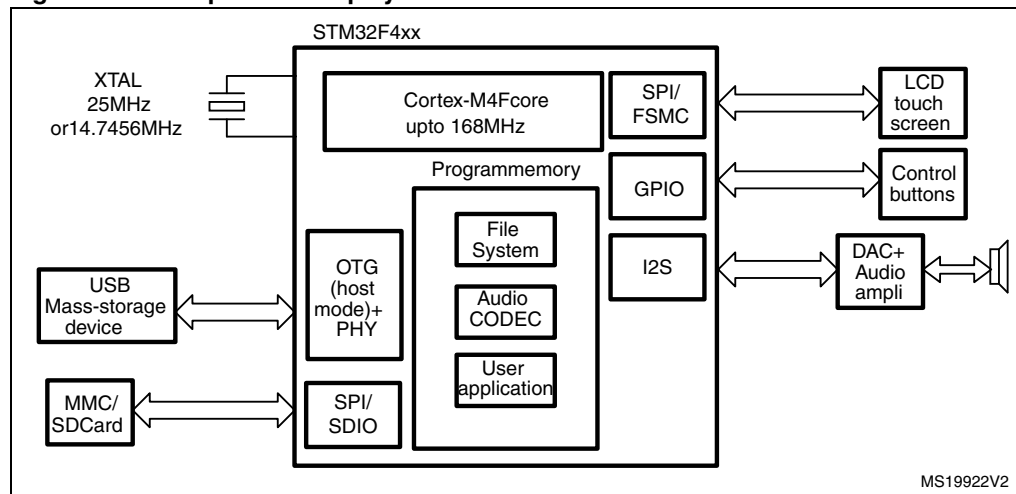 STM32F4xx
XTAL
25MHz
or14.7456MHz
Cortex-M4Fcore
upto 168MHz
SPI/
FSMC
LCD
touch
screen
Programmemory
GPIO
Control
buttons
File
System
I2S
DAC+
Audio
ampli
OTG
(host
mode)+
PHY
USB
Mass-storage
device
Audio
CODEC
User
application
SPI/
SDIO
MMC/
SDCard
MS19922V2